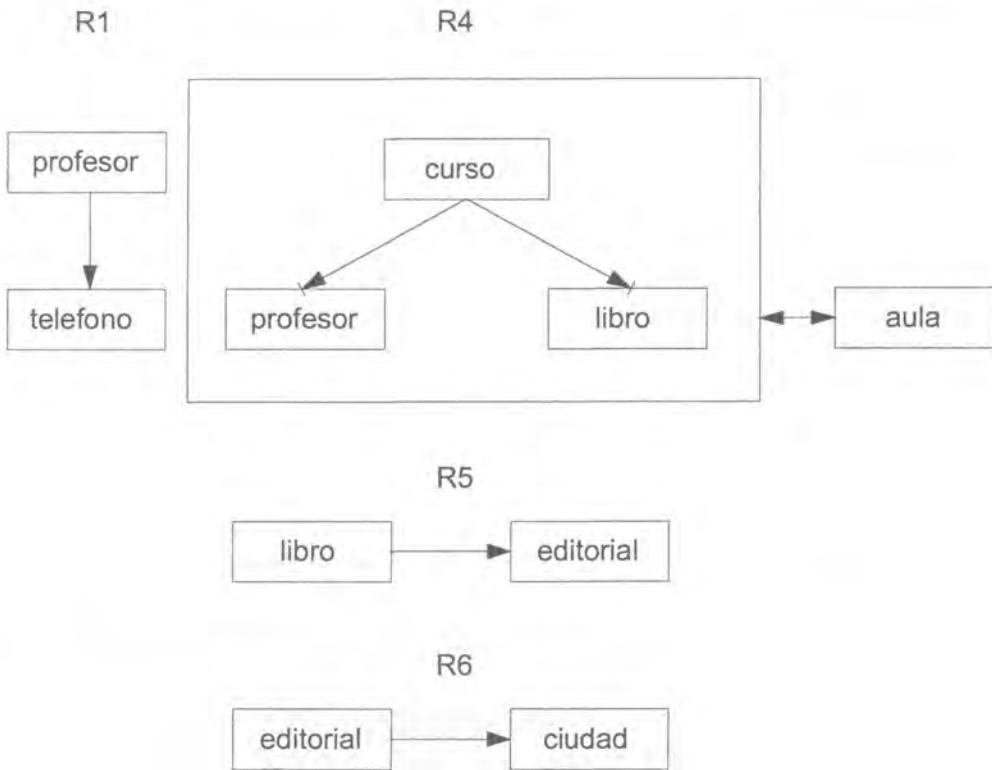 R1
R4
profesor
curso
telefono
profesor
libro
aula
R5
libro
editorial
R6
editorial
ciudad